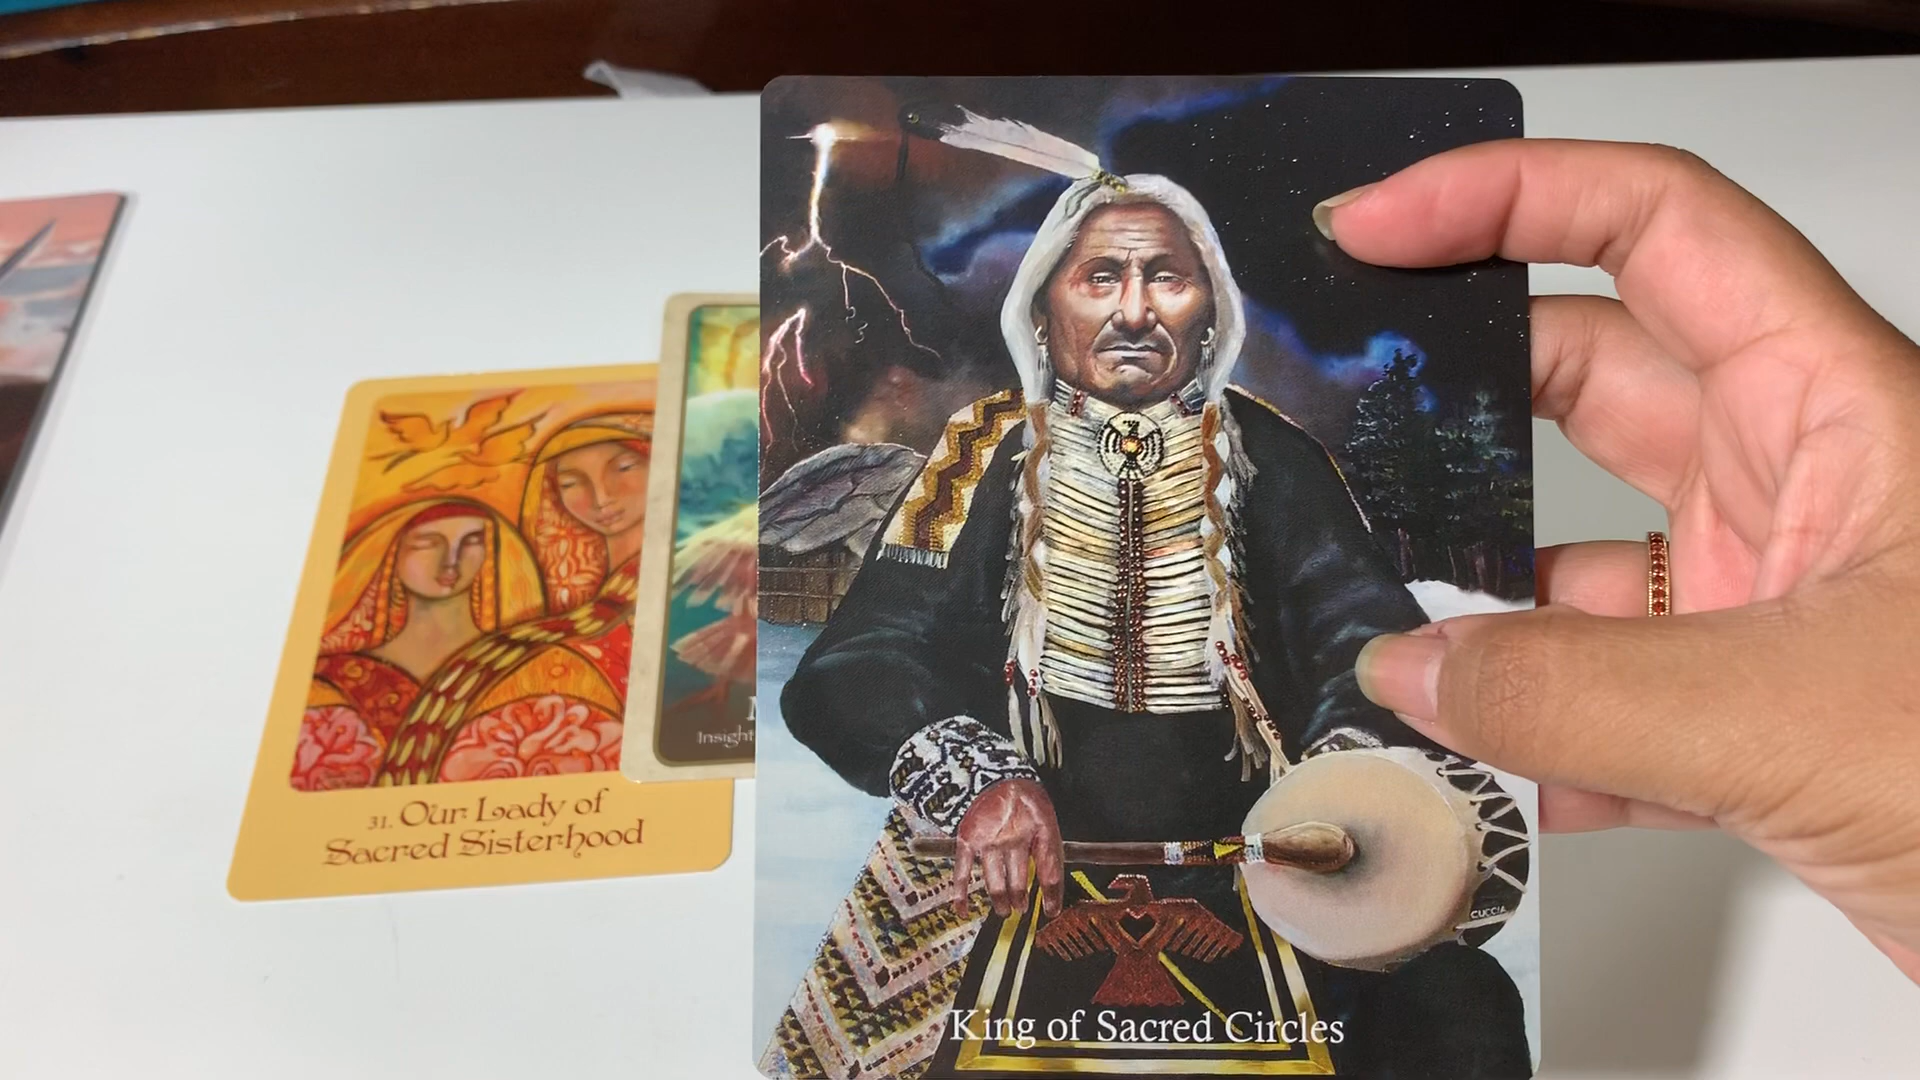 31. Our Lady of
Sacred Sisterhood
Insight
CUCCIA
King of Sacred Circles